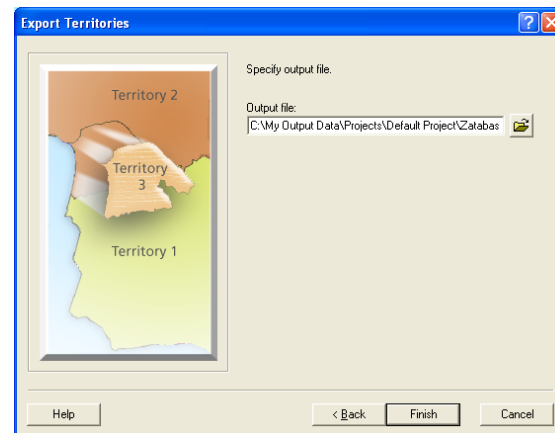 Export Territories
Territory 2
Territory
3
Territory 1
Specify output file.
Output file:
C:\My Output Data\Projects\Default Project\Zatabas
Help
< Back
Finish
Cancel